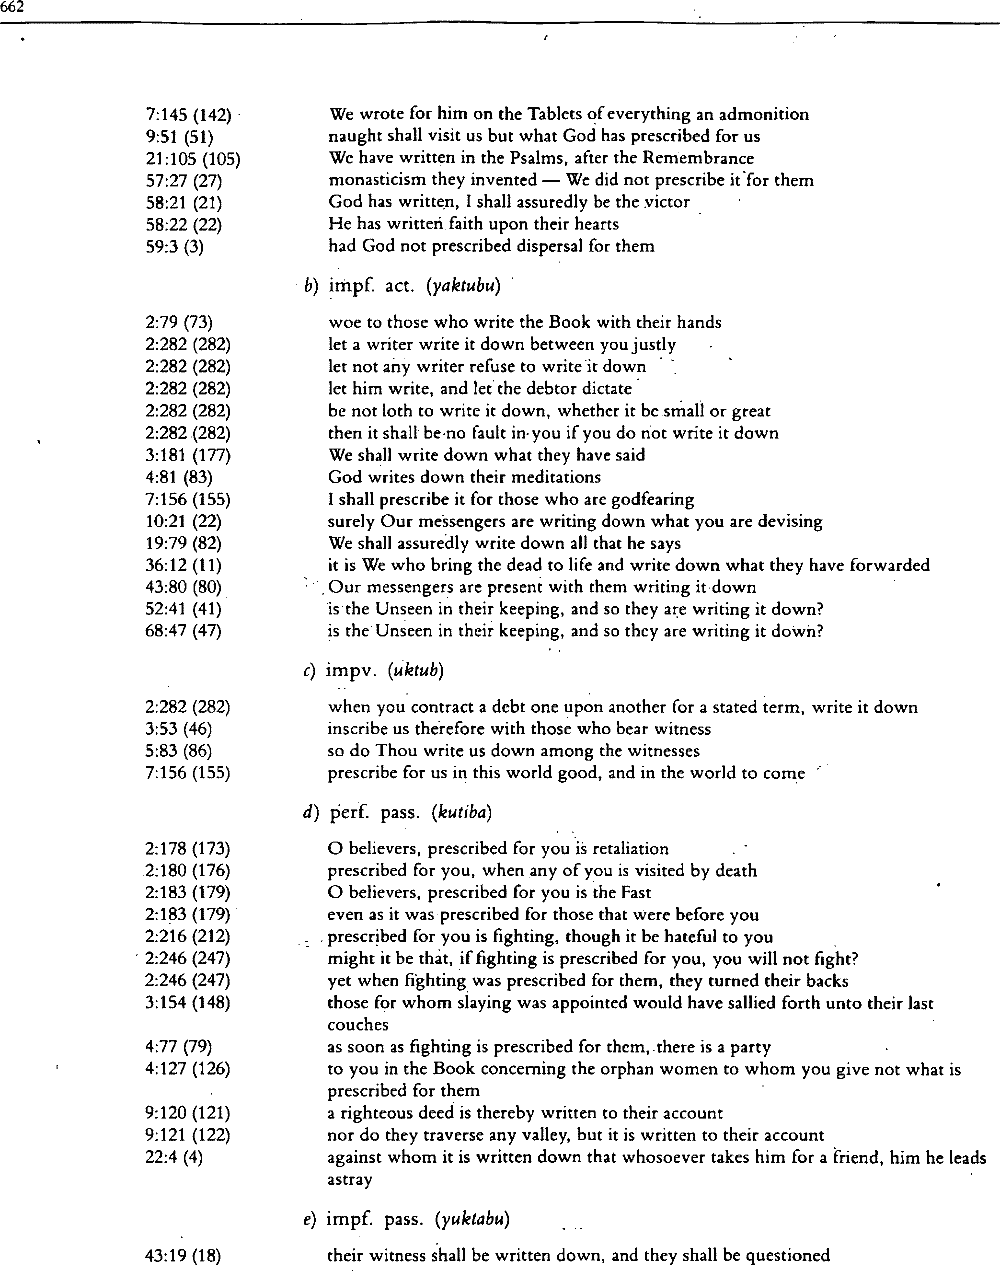 662
7:145 (142) We wrote for him on the Tablets of everything an admonition
9:51 (51) naught shall visit us but what God has prescribed for us
21:105 (105) We have written in the Psalms, after the Remembrance
57:27 (27) monasticism they invented — We did not prescribe it for them
58:21 (21) God has written, I shall assuredly be the victor
58:22 (22) He has written faith upon their hearts
59:3 (3) had God not prescribed dispersal for them
b) impf. act. (yaktubu)
2:79 (73) woe to those who write the Book with their hands
2:282 (282) let a writer write it down between you justly
2:282 (282) let not any writer refuse to write it down
2:282 (282) let him write, and let the debtor dictate
2:282 (282) be not loth to write it down, whether it be small or great
2:282 (282) then it shall be no fault in you if you do not write it down
3:181 (177) We shall write down what they have said
4:81 (83) God writes down their meditations
7:156 (155) I shall prescribe it for those who are godfearing
10:21 (22) surely Our messengers are writing down what you are devising
19:79 (82) We shall assuredly write down all that he says
36:12 (11) it is We who bring the dead to life and write down what they have forwarded
43:80 (80) Our messengers are present with them writing it down
52:41 (41) is the Unseen in their keeping, and so they are writing it down?
68:47 (47) is the Unseen in their keeping, and so they are writing it down?
c) impv. (uktub)
2:282 (282) when you contract a debt one upon another for a stated term, write it down
3:53 (46) inscribe us therefore with those who bear witness
5:83 (86) so do Thou write us down among the witnesses
7:156 (155) prescribe for us in this world good, and in the world to come
d) perf. pass. (kutiba)
2:178 (173) O believers, prescribed for you is retaliation
2:180 (176) prescribed for you, when any of you is visited by death
2:183 (179) O believers, prescribed for you is the Fast
2:183 (179) even as it was prescribed for those that were before you
2:216 (212) prescribed for you is fighting, though it be hateful to you
2:246 (247) might it be that, if fighting is prescribed for you, you will not fight?
2:246 (247) yet when fighting was prescribed for them, they turned their backs
3:154 (148) those for whom slaying was appointed would have sallied forth unto their last
couches
4:77 (79) as soon as fighting is prescribed for them, there is a party
4:127 (126) to you in the Book concerning the orphan women to whom you give not what is
prescribed for them
9:120 (121) a righteous deed is thereby written to their account
9:121 (122) nor do they traverse any valley, but it is written to their account
22:4 (4) against whom it is written down that whosoever takes him for a friend, him he leads
astray
e) impf. pass. (yuktabu)
43:19 (18) their witness shall be written down, and they shall be questioned